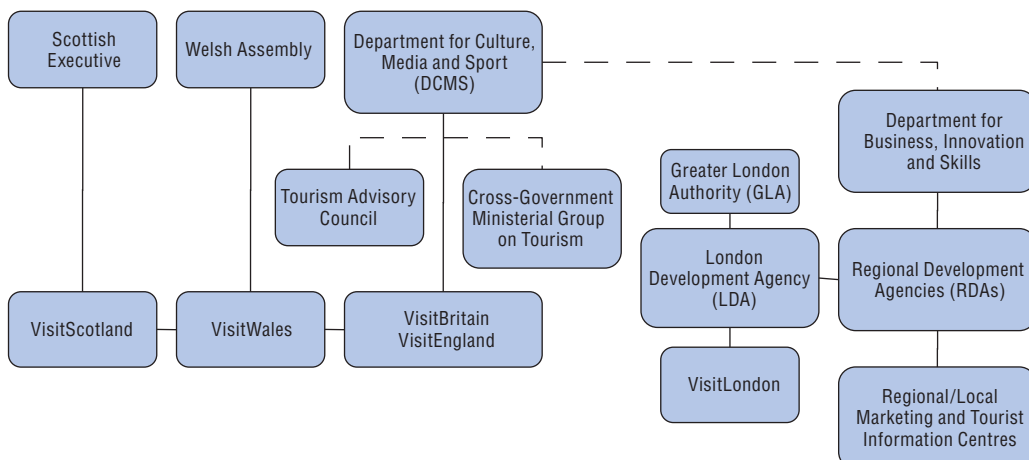 Scottish
Executive
Welsh Assembly
Department for Culture,
Media and Sport
(DCMS)
Department for
Business, Innovation
and Skills
Greater London
Authority (GLA)
Tourism Advisory
Council
Cross-Government
Ministerial Group
on Tourism
London
Development Agency
(LDA)
Regional Development
Agencies (RDAs)
VisitScotland
VisitWales
VisitBritain
VisitEngland
VisitLondon
Regional/Local
Marketing and Tourist
Information Centres